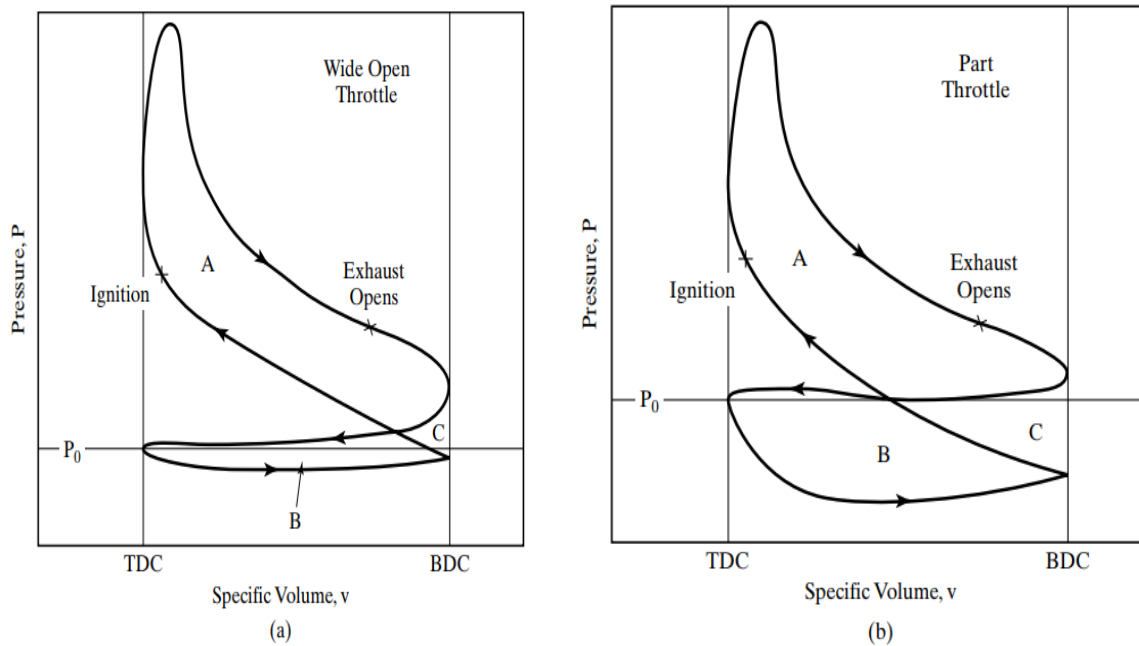 Wide Open
Throttle
Pressure, P
A
Ignition
Exhaust
Opens
C
P0
B
TDC
BDC
Specific Volume, v
(a)
Part
Throttle
Pressure, P
A
Ignition
Exhaust
Opens
P0
B
C
TDC
BDC
Specific Volume, v
(b)